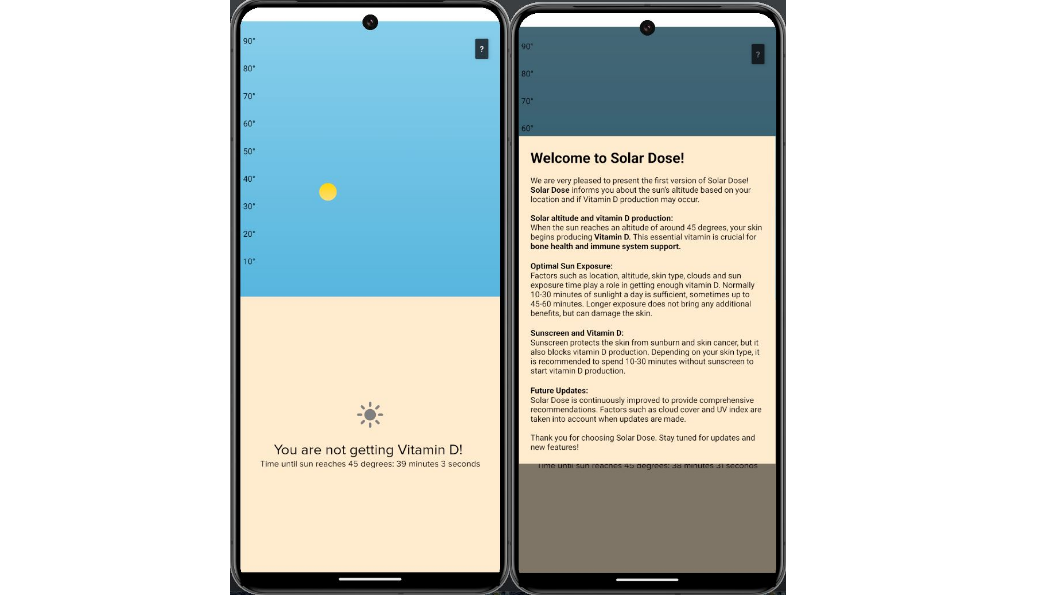 90°
80°
70°
60°
50°
40°
30°
20°
10°
?
You are not getting Vitamin D!
Time until sun reaches 45 degrees: 39 minutes 3 seconds
90°
80°
70°
60°
?
Welcome to Solar Dose!
We are very pleased to present the first version of Solar Dose!
Solar Dose informs you about the sun's altitude based on your
location and if Vitamin D production may occur.
Solar altitude and vitamin D production:
When the sun reaches an altitude of around 45 degrees, your skin
begins producing Vitamin D. This essential vitamin is crucial for
bone health and immune system support.
Optimal Sun Exposure:
Factors such as location, altitude, skin type, clouds and sun
exposure time play a role in getting enough vitamin D. Normally
10-30 minutes of sunlight a day is sufficient, sometimes up to
45-60 minutes. Longer exposure does not bring any additional
benefits, but can damage the skin.
Sunscreen and Vitamin D:
Sunscreen protects the skin from sunburn and skin cancer, but it
also blocks vitamin D production. Depending on your skin type, it
is recommended to spend 10-30 minutes without sunscreen to
start vitamin D production.
Future Updates:
Solar Dose is continuously improved to provide comprehensive
recommendations. Factors such as cloud cover and UV index are
taken into account when updates are made.
Thank you for choosing Solar Dose. Stay tuned for updates and
new features!
Time until sun reaches 45 degrees: 38 minutes 31 seconds